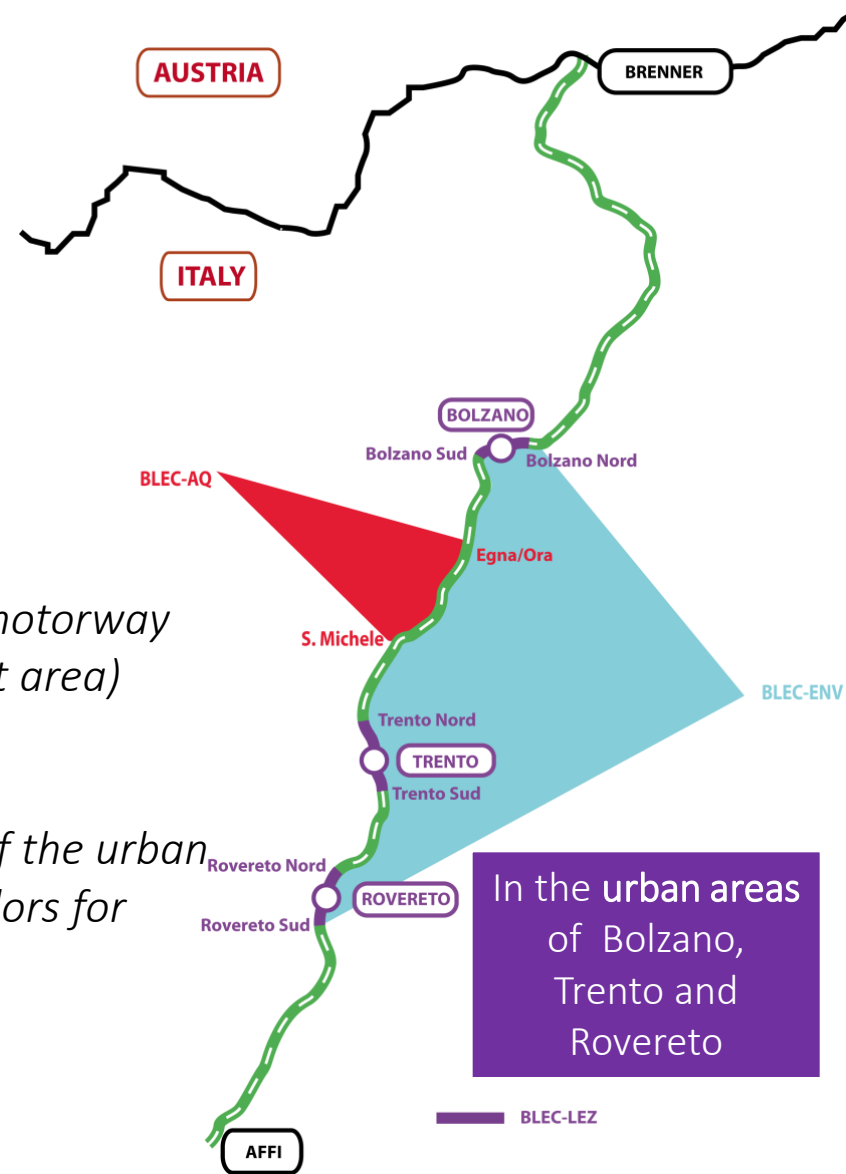 AUSTRIA
BRENNER
ITALY
BOLZANO
Bolzano Sud
Bolzano Nord
BLEC-AQ
Egna/Ora
motorway
S. Michele
t area)
BLEC-ENV
Trento Nord
TRENTO
Trento Sud
f the urban
Rovereto Nord
ROVERETO
dors for
Rovereto Sud
In the urban areas
of Bolzano,
Trento and
Rovereto
BLEC-LEZ
AFFI